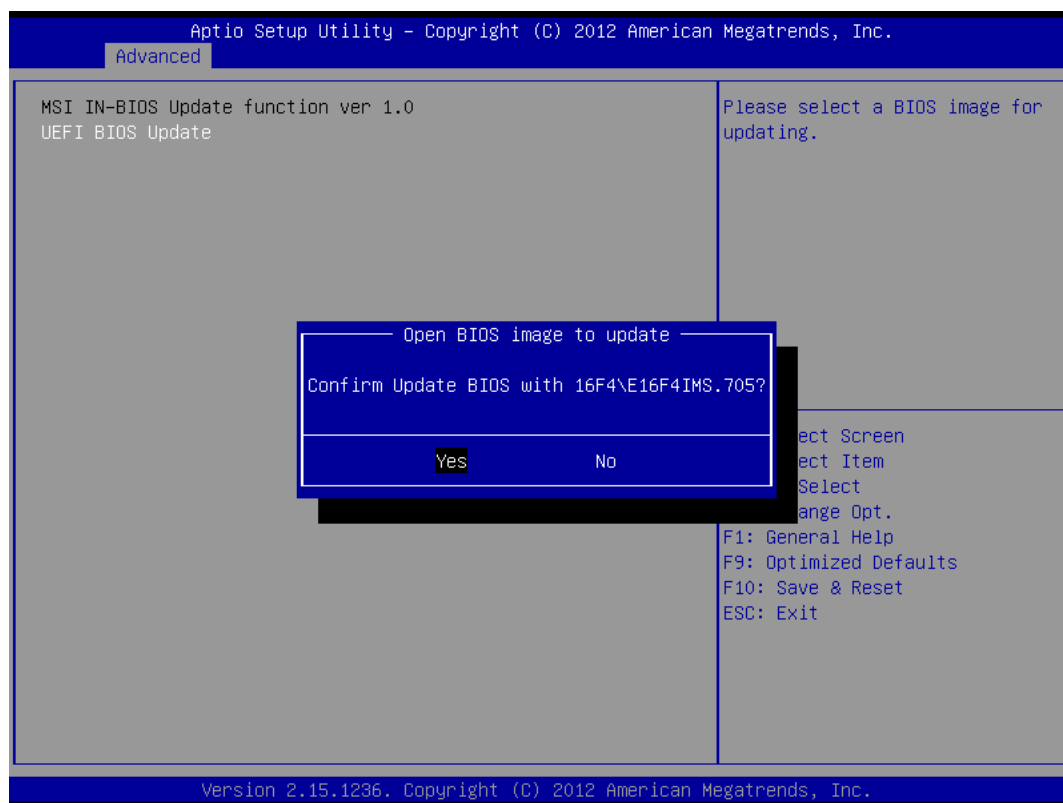 Aptio Setup Utility – Copyright (C) 2012 American Megatrends, Inc.
Advanced
MSI IN-BIOS Update function ver 1.0
UEFI BIOS Update
Please select a BIOS image for
updating.
Open BIOS image to update
Confirm Update BIOS with 16F4\E16F4IMS.705?
Yes No
ect Screen
ect Item
Select
ange Opt.
F1: General Help
F9: Optimized Defaults
F10: Save & Reset
ESC: Exit
Version 2.15.1236. Copyright (C) 2012 American Megatrends, Inc.